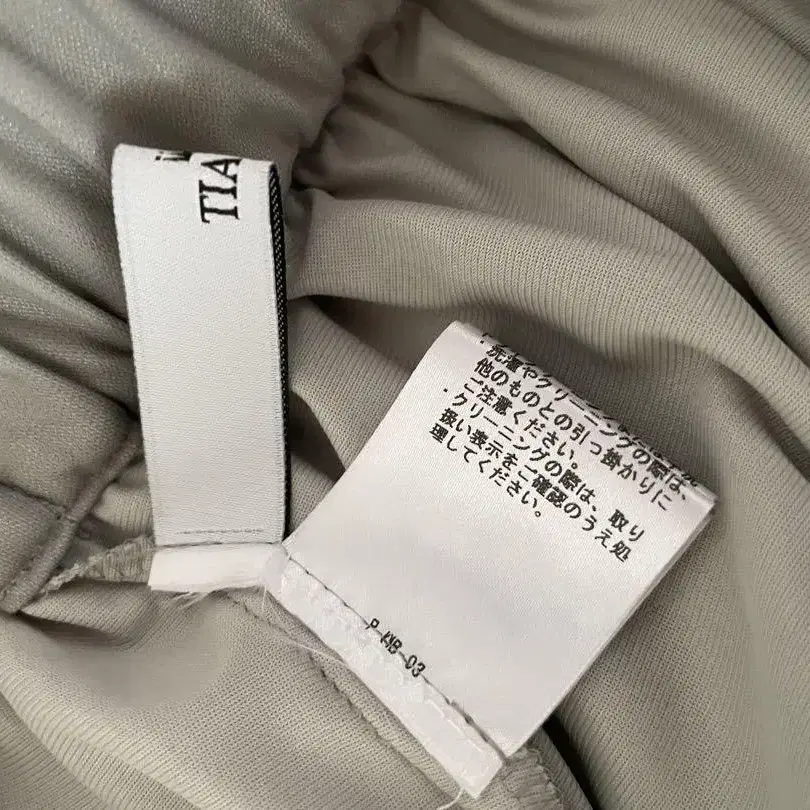 TIA
・洗濯やクリーニングの際は、
他のものとの引っ掛かりに
ご注意ください。
・クリーニングの際は、取り
扱い表示をご確認のうえ処
理してください。
P-KYB-03